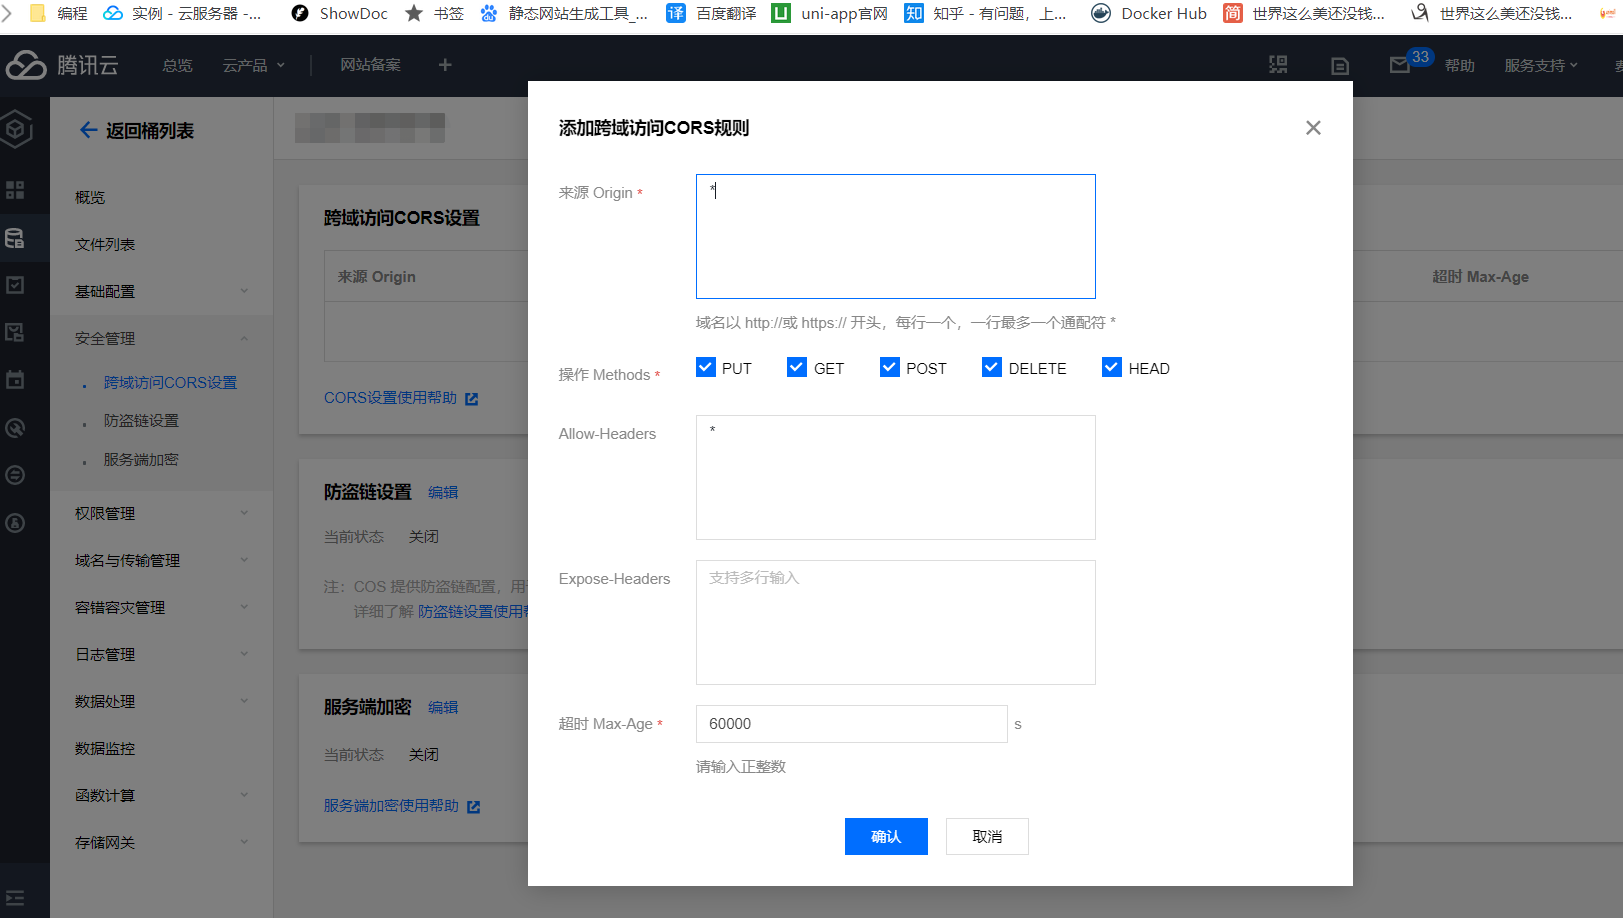 编程 实例 - 云服务器 -... ShowDoc 书签 静态网站生成工具_... 百度翻译 uni-app官网 知乎 - 有问题，上... Docker Hub 世界这么美还没钱... 世界这么美还没钱...
腾讯云 总览 云产品 网站备案 + 33 帮助 服务支持
返回桶列表
概览
文件列表
基础配置
安全管理
跨域访问CORS设置
防盗链设置
服务端加密
权限管理
域名与传输管理
容错容灾管理
日志管理
数据处理
数据监控
函数计算
存储网关
跨域访问CORS设置
来源 Origin 超时 Max-Age
CORS设置使用帮助
防盗链设置 编辑
当前状态 关闭
注： COS 提供防盗链配置，用
详细了解 防盗链设置使用
服务端加密 编辑
当前状态 关闭
服务端加密使用帮助
添加跨域访问CORS规则
来源 Origin * *
域名以 http://或 https:// 开头，每行一个，一行最多一个通配符 *
操作 Methods * PUT GET POST DELETE HEAD
Allow-Headers *
Expose-Headers 支持多行输入
超时 Max-Age * 60000 s
请输入正整数
确认 取消